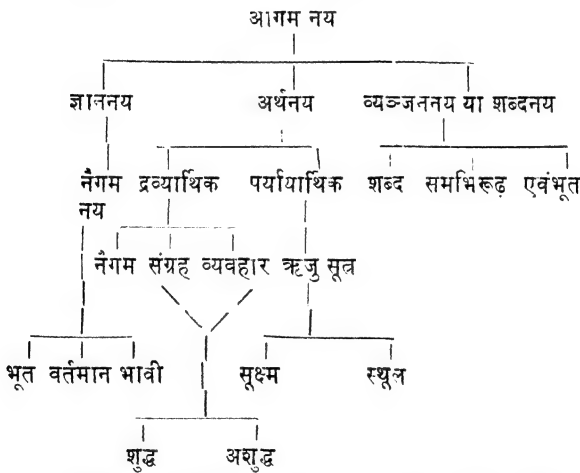 आगम नय
ज्ञाननय अर्थनय व्यञ्जननय या शब्दनय
नैगम द्रव्यार्थिक पर्यायार्थिक शब्द समभिरूढ़ एवंभूत
नय
नैगम संग्रह व्यवहार ऋजु सूत्र
भूत वर्तमान भावी सूक्ष्म स्थूल
शुद्ध अशुद्ध